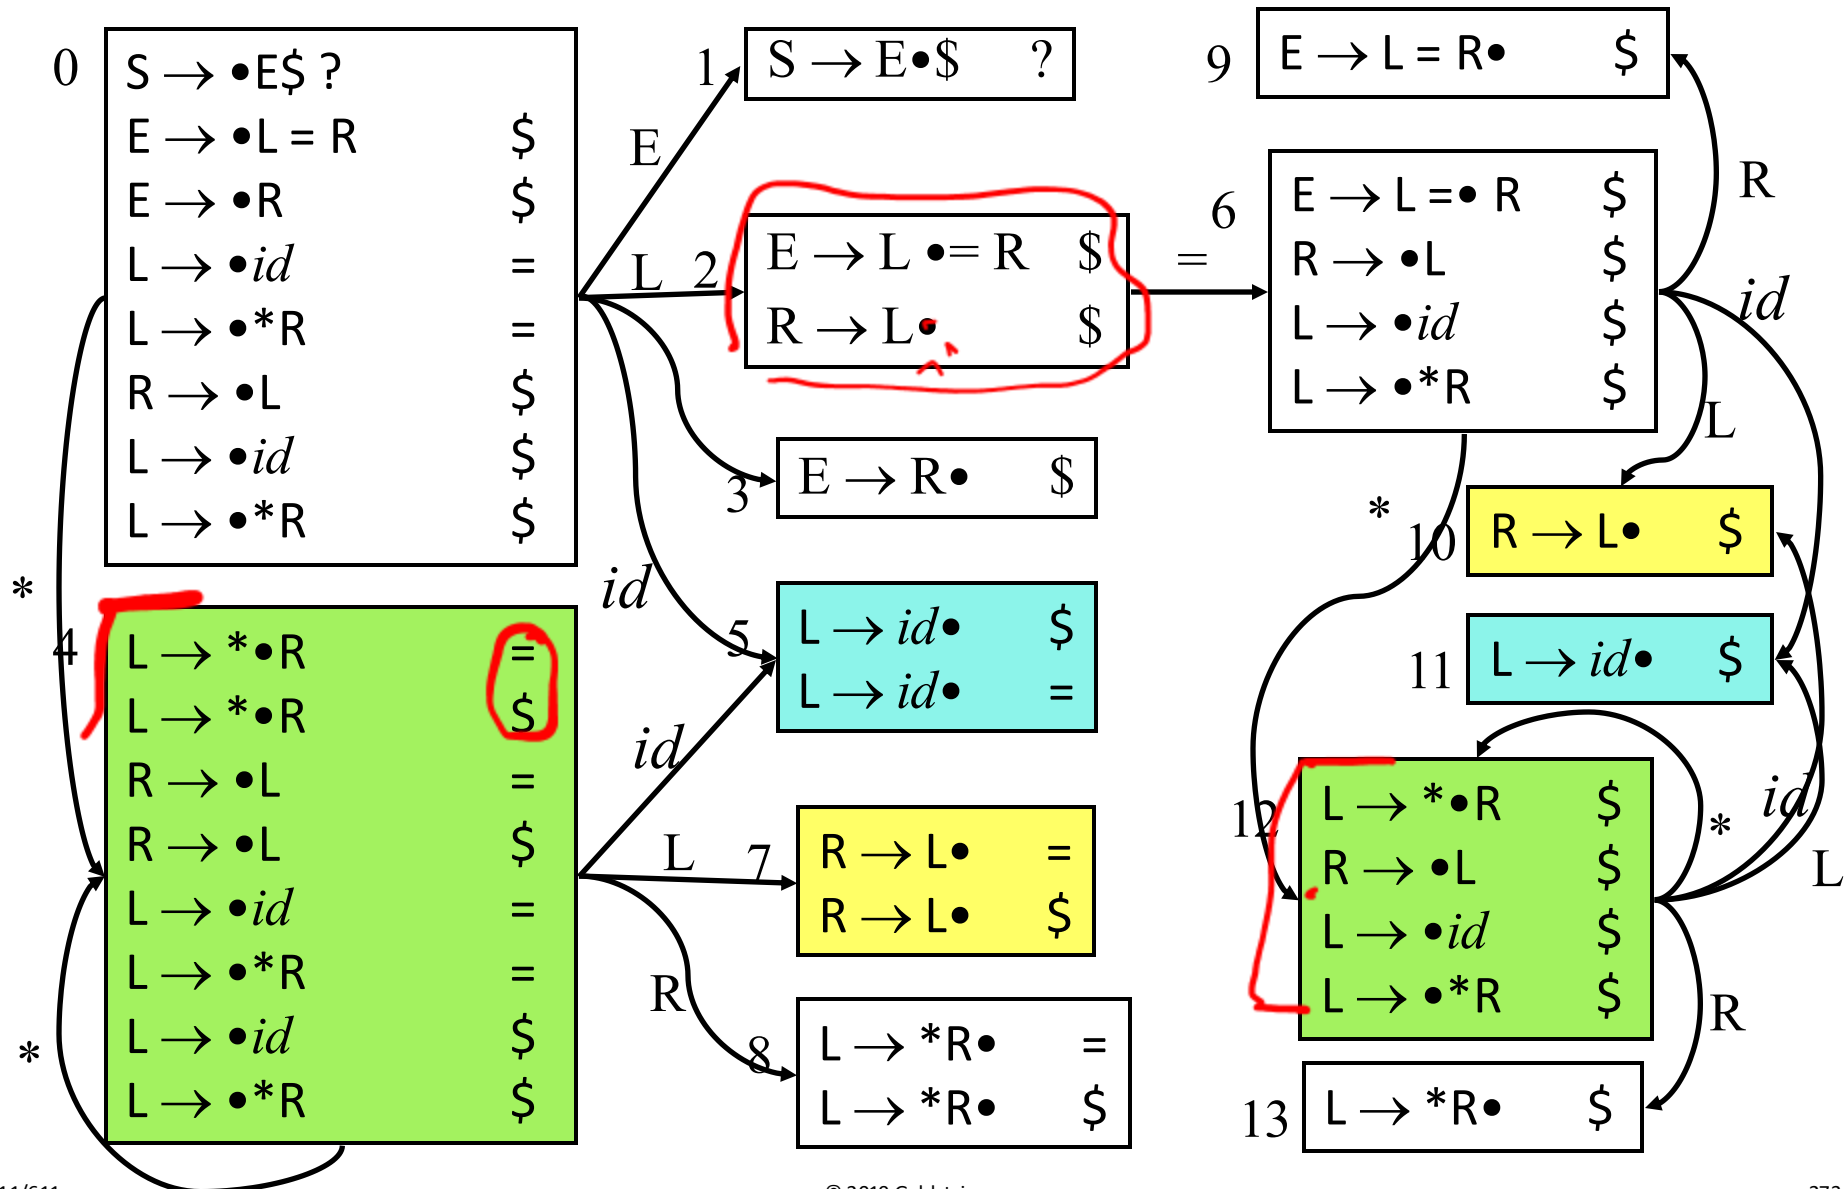 0
S → •E$ ?
E → •L = R $
E → •R $
L → •id =
L → •*R =
R → •L $
L → •id $
L → •*R $
E
1
S → E•$ ?
L
2
E → L •= R $
R → L• $
=
3
E → R• $
id
*
4
L → *•R =
L → *•R $
R → •L =
R → •L $
L → •id =
L → •*R =
L → •id $
L → •*R $
*
5
L → id• $
L → id• =
id
L
7
R → L• =
R → L• $
R
8
L → *R• =
L → *R• $
9
E → L = R• $
R
6
E → L =• R $
R → •L $
L → •id $
L → •*R $
id
L
*
10
R → L• $
11
L → id• $
12
L → *•R $
R → •L $
L → •id $
L → •*R $
*
id
L
R
13
L → *R• $